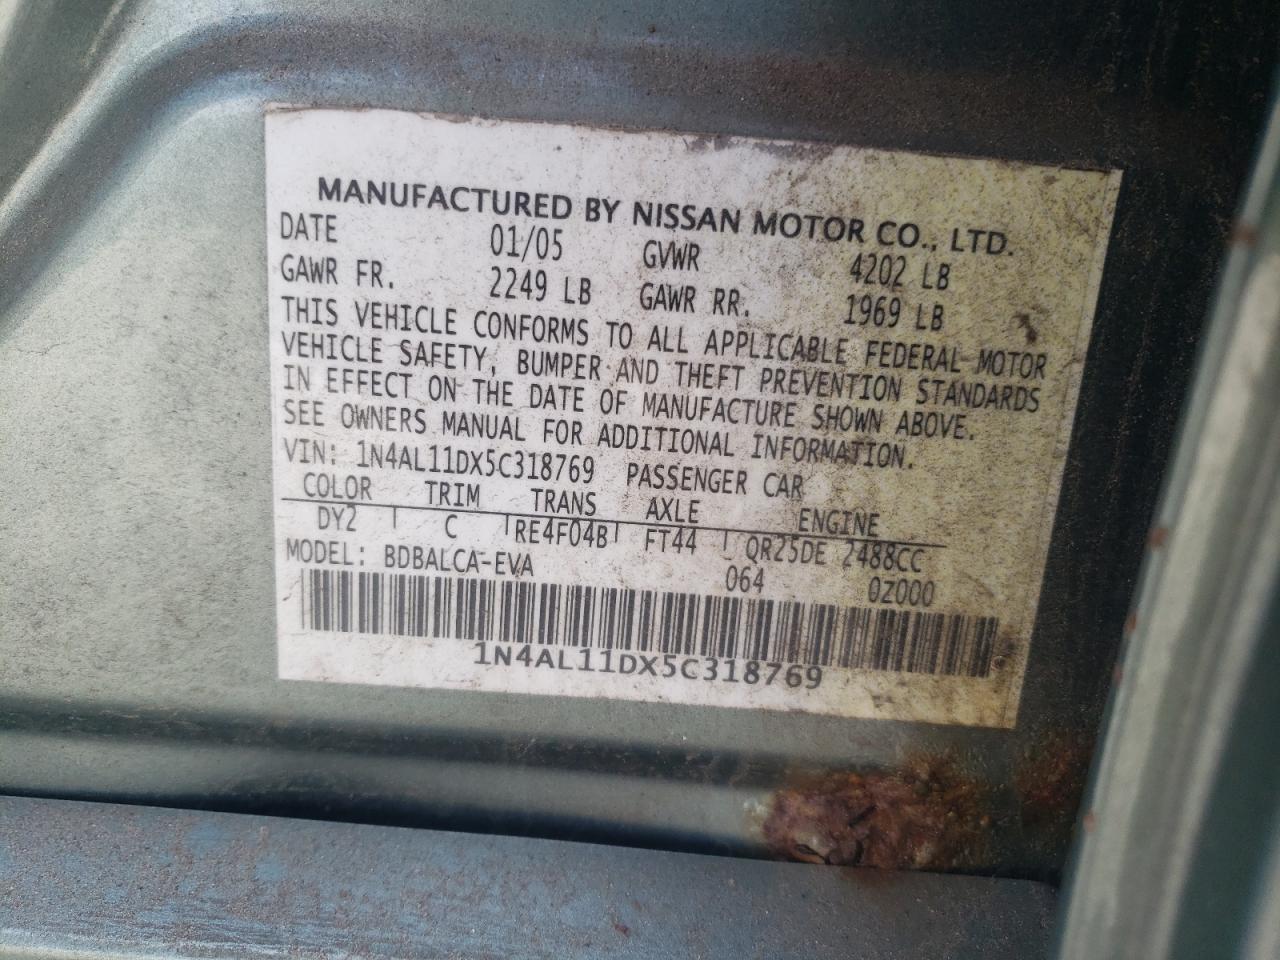 MANUFACTURED BY NISSAN MOTOR CO., LTD.
DATE 01/05 GVWR 4202 LB
GAWR FR. 2249 LB GAWR RR. 1969 LB
THIS VEHICLE CONFORMS TO ALL APPLICABLE FEDERAL MOTOR
VEHICLE SAFETY, BUMPER AND THEFT PREVENTION STANDARDS
IN EFFECT ON THE DATE OF MANUFACTURE SHOWN ABOVE.
SEE OWNERS MANUAL FOR ADDITIONAL INFORMATION.
VIN: 1N4AL11DX5C318769 PASSENGER CAR
COLOR TRIM TRANS AXLE ENGINE
DY2 C RE4F04B FT44 QR25DE 2488CC
MODEL: BDBALCA-EVA 064 0Z000
1N4AL11DX5C318769